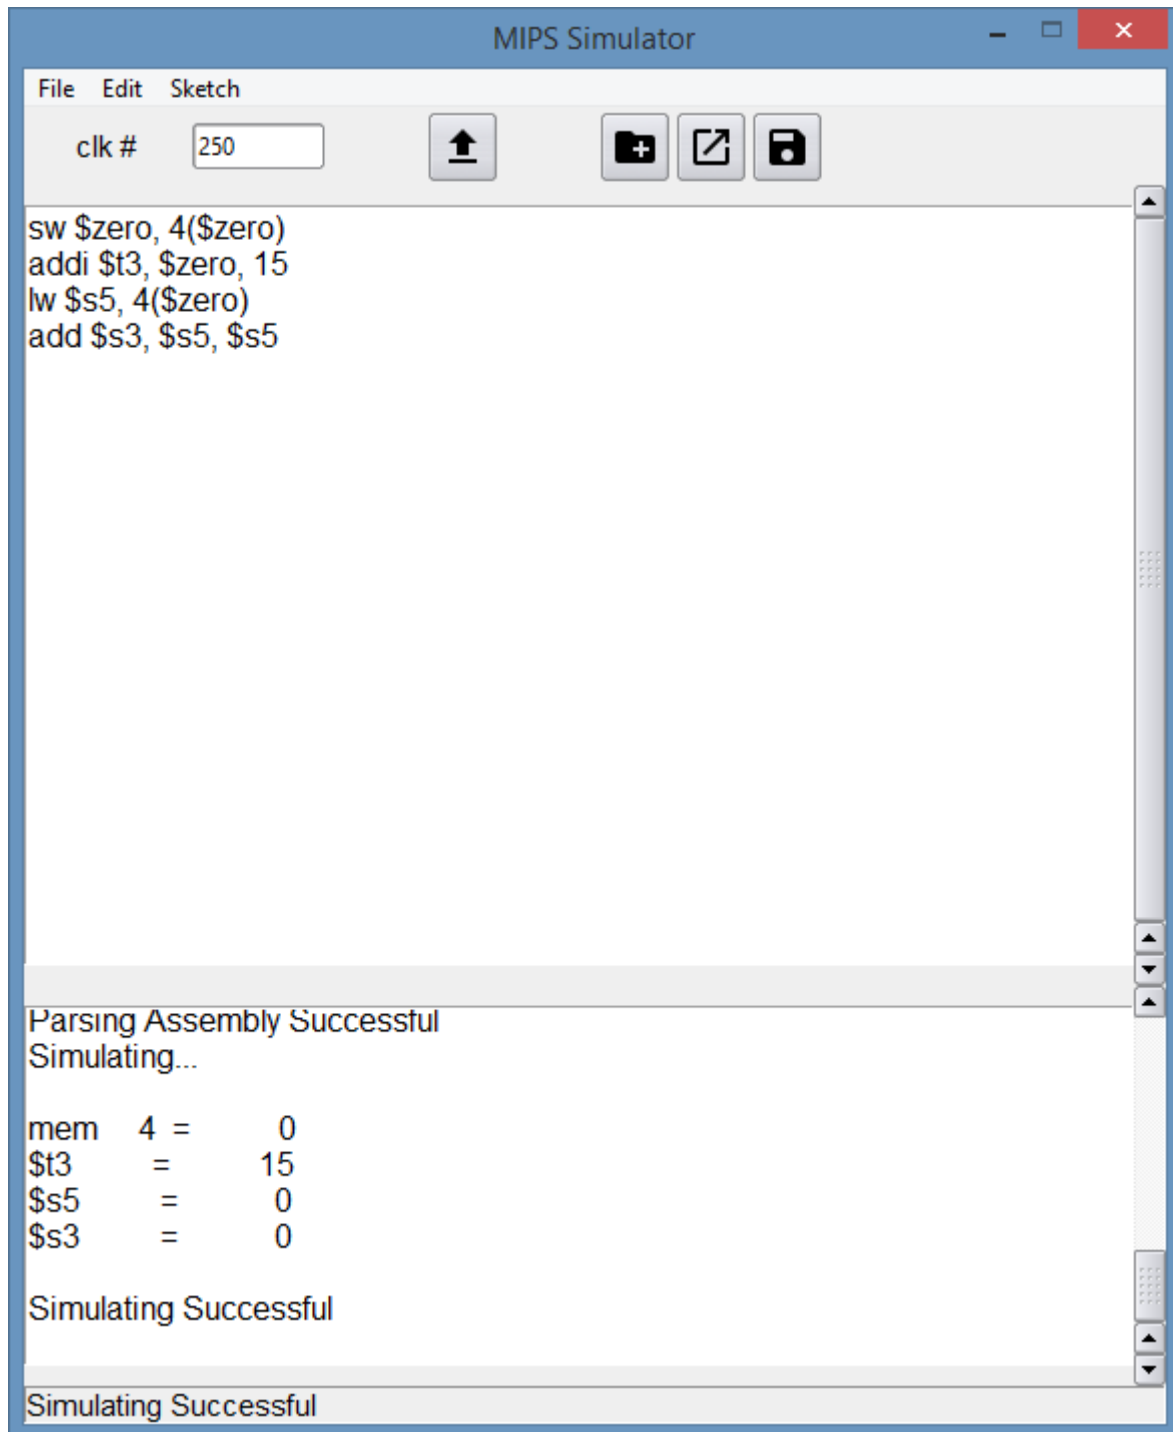 MIPS Simulator
File Edit Sketch
clk # 250
sw $zero, 4($zero)
addi $t3, $zero, 15
lw $s5, 4($zero)
add $s3, $s5, $s5
Parsing Assembly Successful
Simulating...
mem 4 = 0
$t3 = 15
$s5 = 0
$s3 = 0
Simulating Successful
Simulating Successful